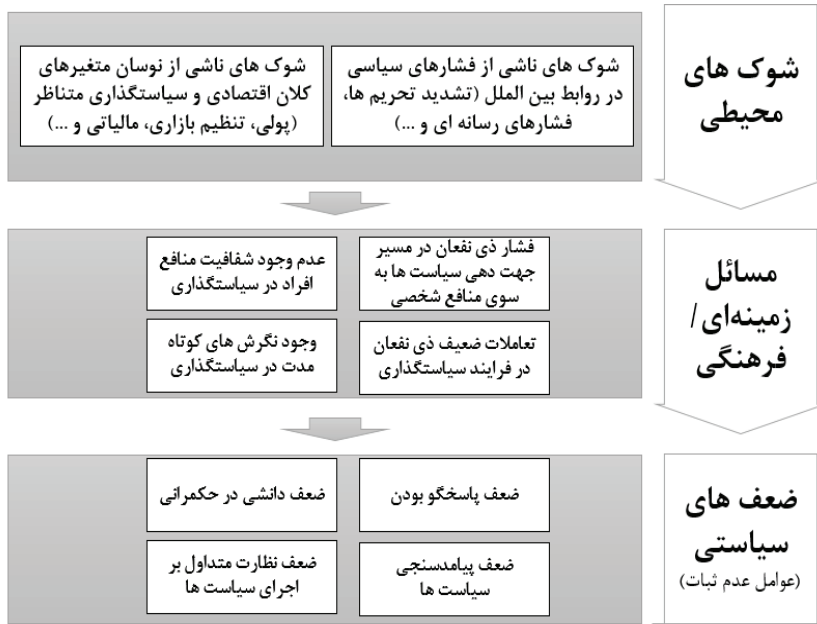 شوک های
محیطی
شوک های ناشی از فشارهای سیاسی
در روابط بین الملل (تشدید تحریم ها،
فشارهای رسانه ای و ...)
شوک های ناشی از نوسان متغیرهای
کلان اقتصادی و سیاستگذاری متناظر
(پولی، تنظیم بازاری، مالیاتی و ...)
مسائل
زمینه‌ای/
فرهنگی
فشار ذی نفعان در مسیر
جهت دهی سیاست ها به
سوی منافع شخصی
عدم وجود شفافیت منافع
افراد در سیاستگذاری
تعاملات ضعیف ذی نفعان
در فرایند سیاستگذاری
وجود نگرش های کوتاه
مدت در سیاستگذاری
ضعف های
سیاستی
(عوامل عدم ثبات)
ضعف پاسخگو بودن
ضعف دانشی در حکمرانی
ضعف پیامدسنجی
سیاست ها
ضعف نظارت متداول بر
اجرای سیاست ها